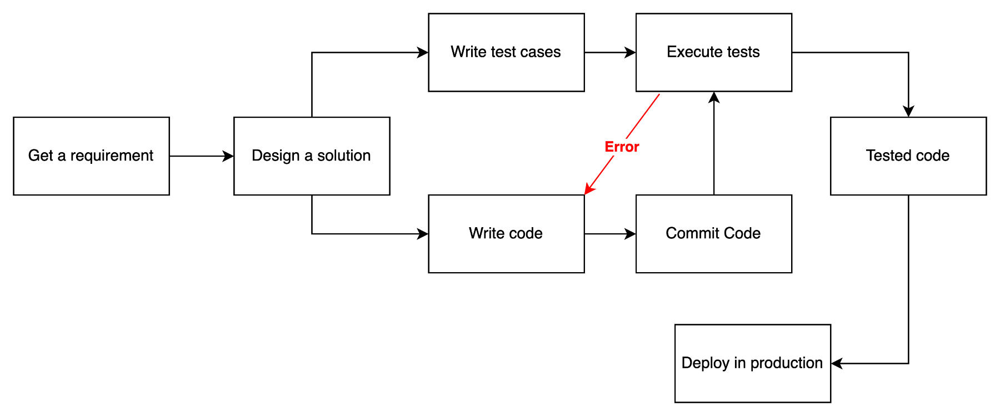 Write test cases
Execute tests
Get a requirement
Design a solution
Error
Tested code
Write code
Commit Code
Deploy in production